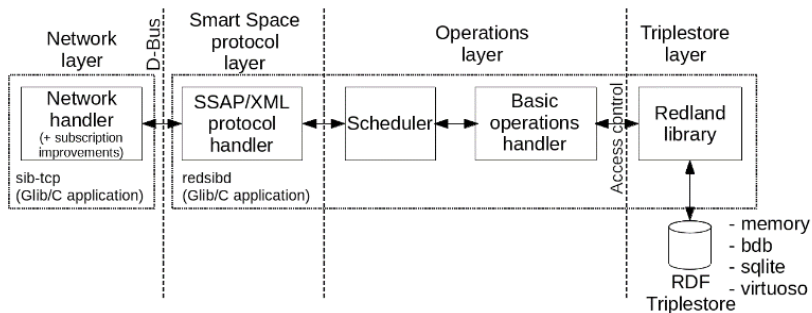 Network
layer
D-Bus
Smart Space
protocol
layer
Operations
layer
Triplestore
layer
Network
handler
(+ subscription
improvements)
sib-tcp
(Glib/C application)
SSAP/XML
protocol
handler
redsibd
(Glib/C application)
Scheduler
Basic
operations
handler
Access control
Redland
library
RDF
Triplestore
- memory
- bdb
- sqlite
- virtuoso